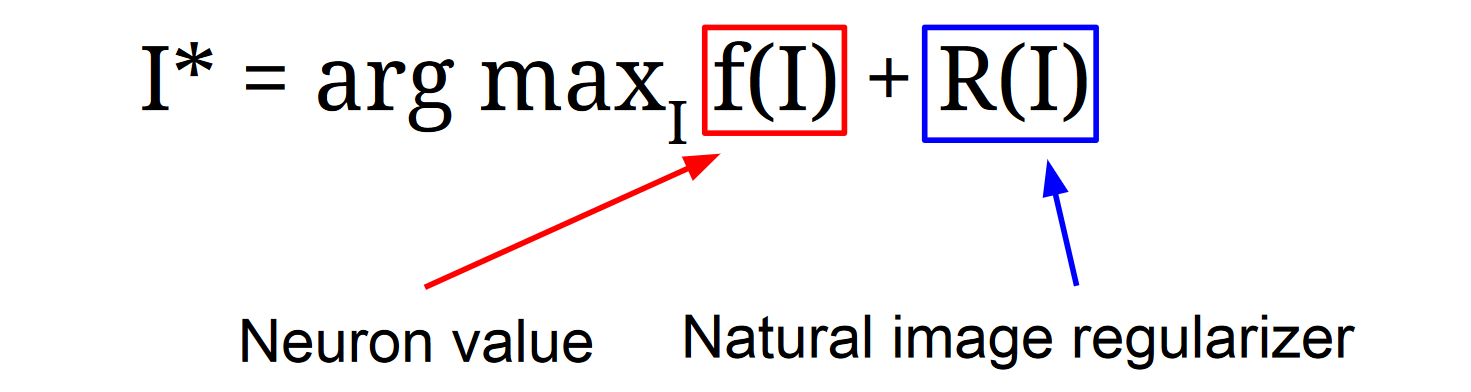 I* = arg max_I f(I) + R(I)
Neuron value
Natural image regularizer